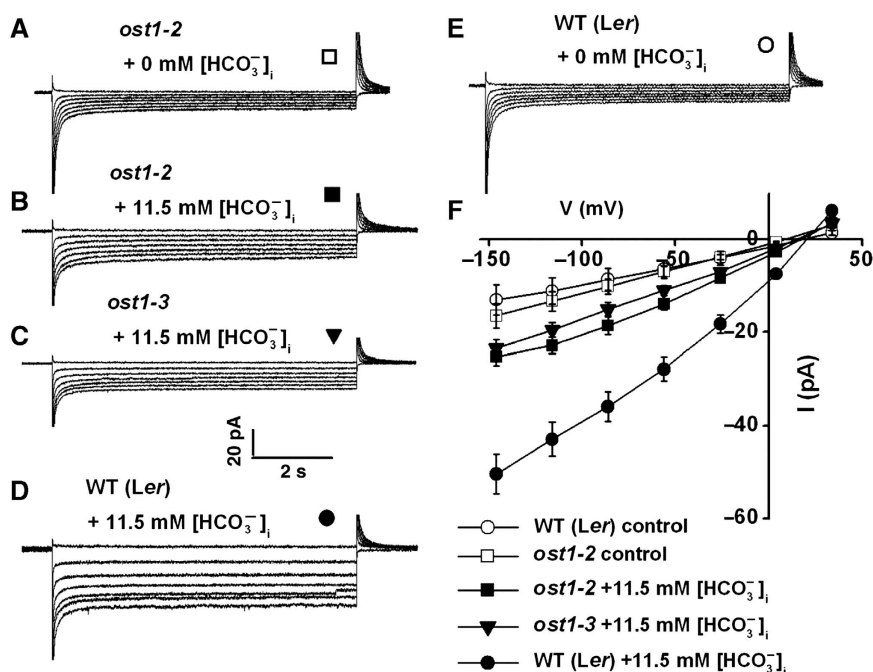 A
ost1-2
+ 0 mM [HCO₃⁻]ᵢ
B
ost1-2
+ 11.5 mM [HCO₃⁻]ᵢ
C
ost1-3
+ 11.5 mM [HCO₃⁻]ᵢ
20 pA
2 s
D
WT (Ler)
+ 11.5 mM [HCO₃⁻]ᵢ
E
WT (Ler)
+ 0 mM [HCO₃⁻]ᵢ
F
V (mV)
−150
−100
−50
0
50
−20
−40
−60
I (pA)
WT (Ler) control
ost1-2 control
ost1-2 +11.5 mM [HCO₃⁻]ᵢ
ost1-3 +11.5 mM [HCO₃⁻]ᵢ
WT (Ler) +11.5 mM [HCO₃⁻]ᵢ